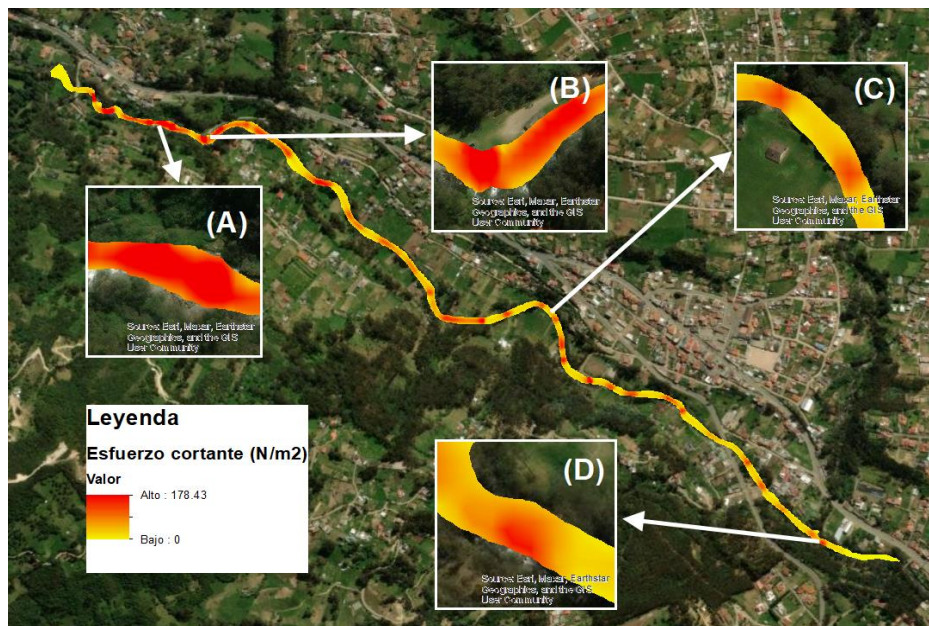 (A)
Source: Esri, Maxar, Earthstar
Geographics, and the GIS
User Community
(B)
Source: Esri, Maxar, Earthstar
Geographics, and the GIS
User Community
(C)
Source: Esri, Maxar, Earthstar
Geographics, and the GIS
User Community
(D)
Source: Esri, Maxar, Earthstar
Geographics, and the GIS
User Community
Leyenda
Esfuerzo cortante (N/m2)
Valor
Alto : 178.43
Bajo : 0